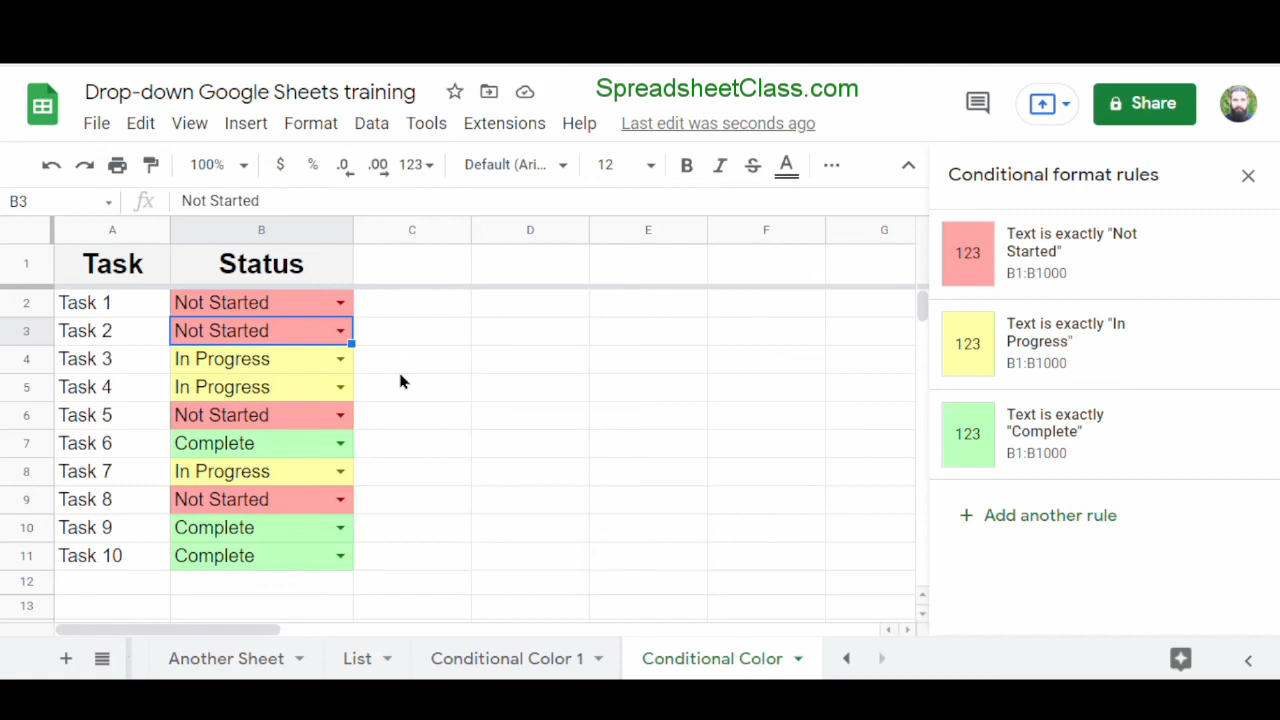 SpreadsheetClass.com
Drop-down Google Sheets training
Share
File Edit View Insert Format Data Tools Extensions Help Last edit was seconds ago
100% $ % .0 .00 123 Default (Ari... 12 B I S A
Conditional format rules
B3 fx Not Started
A B C D E F G
1 Task Status
2 Task 1 Not Started
3 Task 2 Not Started
4 Task 3 In Progress
5 Task 4 In Progress
6 Task 5 Not Started
7 Task 6 Complete
8 Task 7 In Progress
9 Task 8 Not Started
10 Task 9 Complete
11 Task 10 Complete
12
13
123
Text is exactly "Not
Started"
B1:B1000
123
Text is exactly "In
Progress"
B1:B1000
123
Text is exactly
"Complete"
B1:B1000
+ Add another rule
Another Sheet List Conditional Color 1 Conditional Color